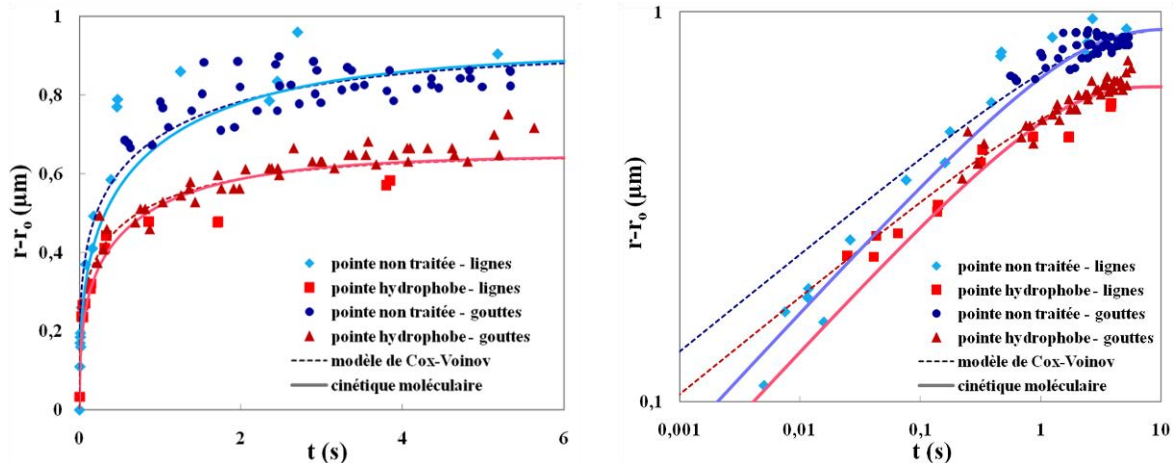 1
0,8
0,6
0,4
0,2
0
r-r₀ (µm)
0
2
4
6
t (s)
pointe non traitée - lignes
pointe hydrophobe - lignes
pointe non traitée - gouttes
pointe hydrophobe - gouttes
modèle de Cox-Voinov
cinétique moléculaire
1
0,1
r-r₀ (µm)
0,001
0,01
0,1
1
10
t (s)
pointe non traitée - lignes
pointe hydrophobe - lignes
pointe non traitée - gouttes
pointe hydrophobe - gouttes
modèle de Cox-Voinov
cinétique moléculaire